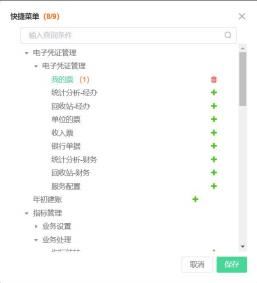 快捷菜单 (8/9)
输入查询条件
电子凭证管理
电子凭证管理
我的票 (1)
统计分析-经办
回收站-经办
单位的票
收入票
银行单据
统计分析-财务
回收站-财务
服务配置
年初建账
指标管理
业务设置
业务处理
取消 保存